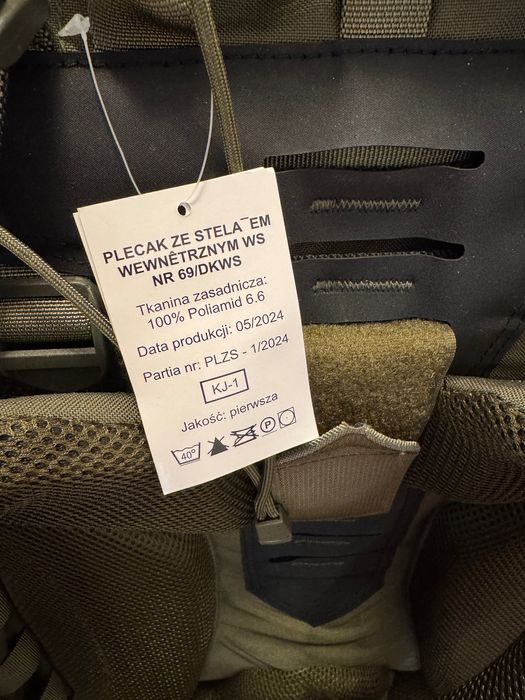 PLECAK ZE STELA¯EM
WEWNÊTRZNYM WS
NR 69/DKWS
Tkanina zasadnicza:
100% Poliamid 6.6
Data produkcji: 05/2024
Partia nr: PLZS - 1/2024
KJ-1
Jakość: pierwsza
40°
P